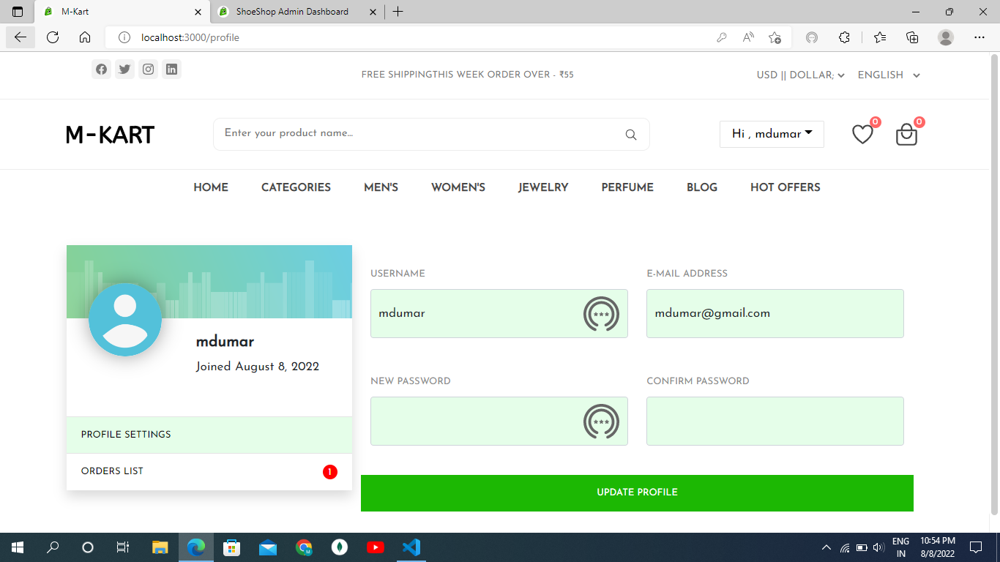 M-Kart
ShoeShop Admin Dashboard
localhost:3000/profile
FREE SHIPPINGTHIS WEEK ORDER OVER - ₹55
USD || DOLLAR;
ENGLISH
M-KART
Enter your product name...
Hi , mdumar
0
0
HOME
CATEGORIES
MEN'S
WOMEN'S
JEWELRY
PERFUME
BLOG
HOT OFFERS
mdumar
Joined August 8, 2022
PROFILE SETTINGS
ORDERS LIST
1
USERNAME
E-MAIL ADDRESS
mdumar
mdumar@gmail.com
NEW PASSWORD
CONFIRM PASSWORD
UPDATE PROFILE
ENG
IN
10:54 PM
8/8/2022